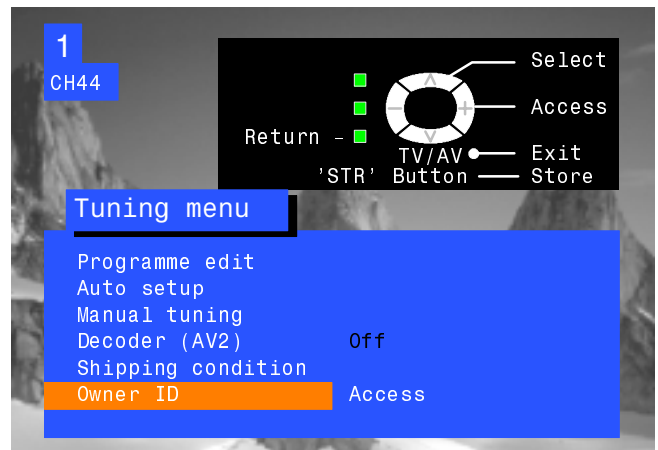 1
CH44
Select
Access
Return –
TV/AV
Exit
'STR' Button
Store
Tuning menu
Programme edit
Auto setup
Manual tuning
Decoder (AV2) Off
Shipping condition
Owner ID Access